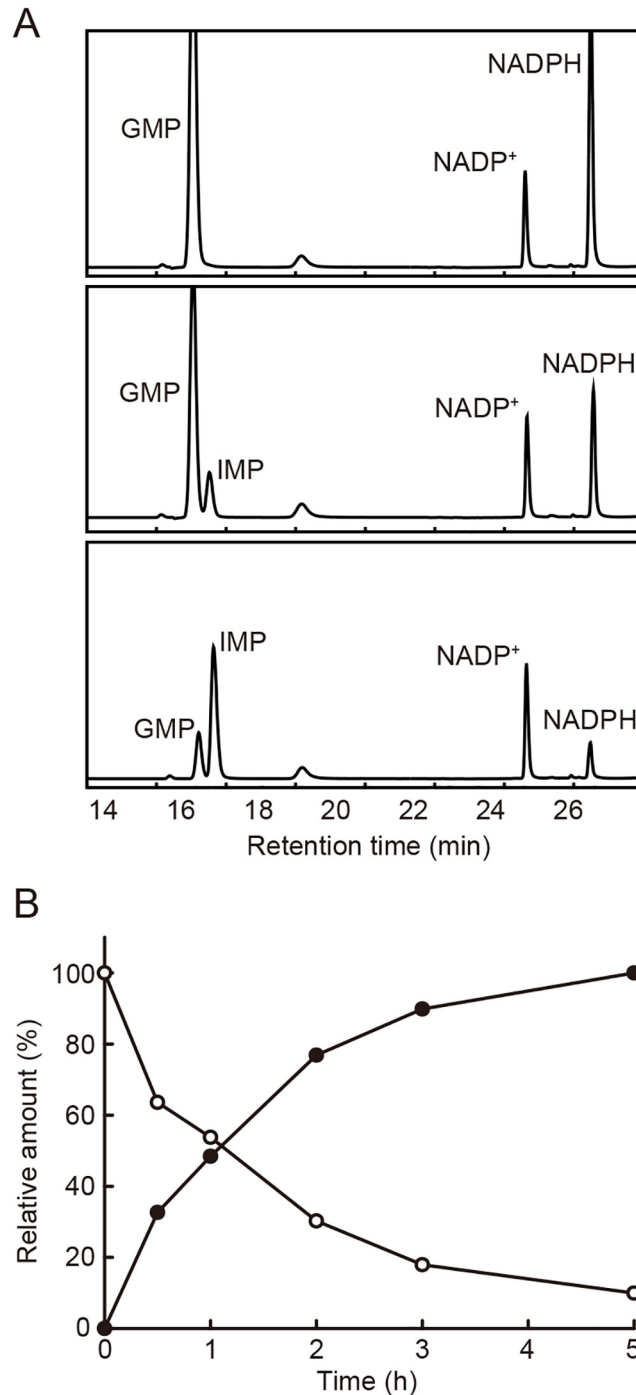 A
GMP
NADP⁺
NADPH
GMP
IMP
NADP⁺
NADPH
GMP
IMP
NADP⁺
NADPH
14 16 18 20 22 24 26
Retention time (min)
B
Relative amount (%)
100
80
60
40
20
0
0 1 2 3 4 5
Time (h)